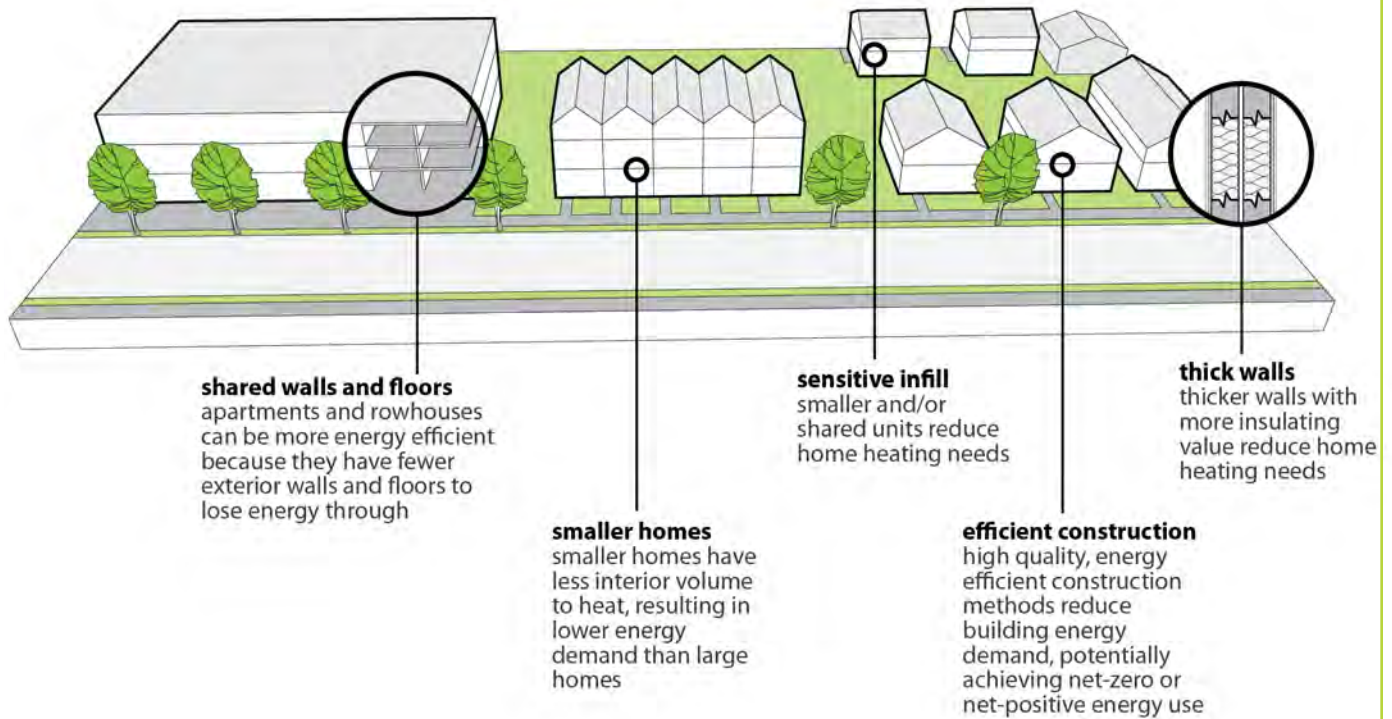 shared walls and floors
apartments and rowhouses
can be more energy efficient
because they have fewer
exterior walls and floors to
lose energy through
smaller homes
smaller homes have
less interior volume
to heat, resulting in
lower energy
demand than large
homes
sensitive infill
smaller and/or
shared units reduce
home heating needs
efficient construction
high quality, energy
efficient construction
methods reduce
building energy
demand, potentially
achieving net-zero or
net-positive energy use
thick walls
thicker walls with
more insulating
value reduce home
heating needs